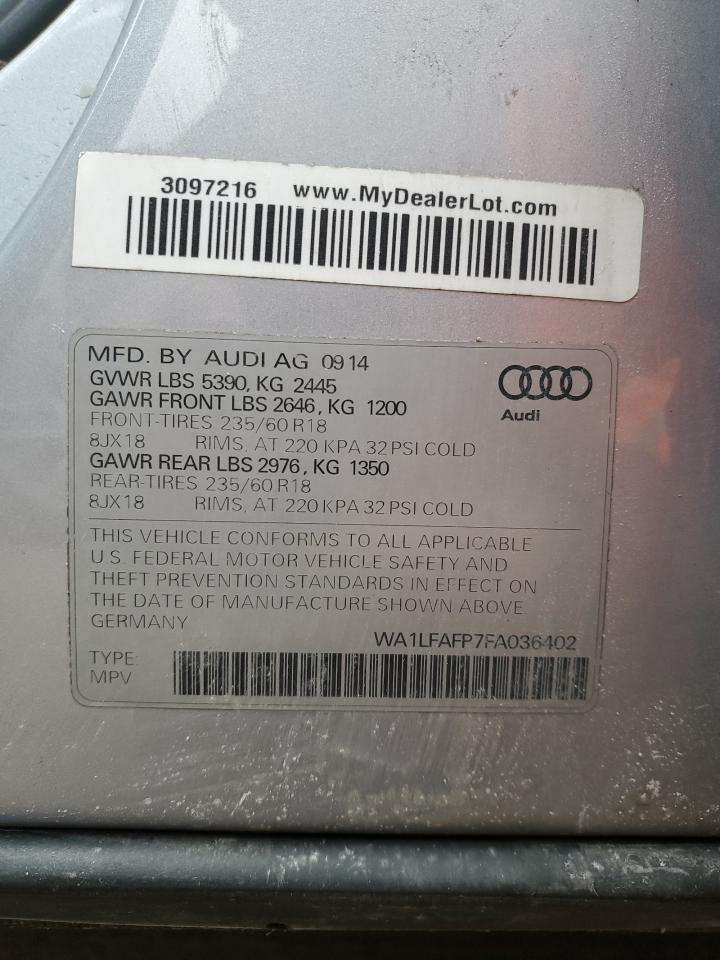 3097216 www.MyDealerLot.com
MFD. BY AUDI AG 0914
GVWR LBS 5390, KG 2445
GAWR FRONT LBS 2646, KG 1200
FRONT-TIRES 235/60 R18
8JX18 RIMS, AT 220 KPA 32 PSI COLD
GAWR REAR LBS 2976, KG 1350
REAR-TIRES 235/60 R18
8JX18 RIMS, AT 220 KPA 32 PSI COLD
Audi
THIS VEHICLE CONFORMS TO ALL APPLICABLE
U.S. FEDERAL MOTOR VEHICLE SAFETY AND
THEFT PREVENTION STANDARDS IN EFFECT ON
THE DATE OF MANUFACTURE SHOWN ABOVE.
GERMANY
WA1LFAFP7FA036402
TYPE:
MPV